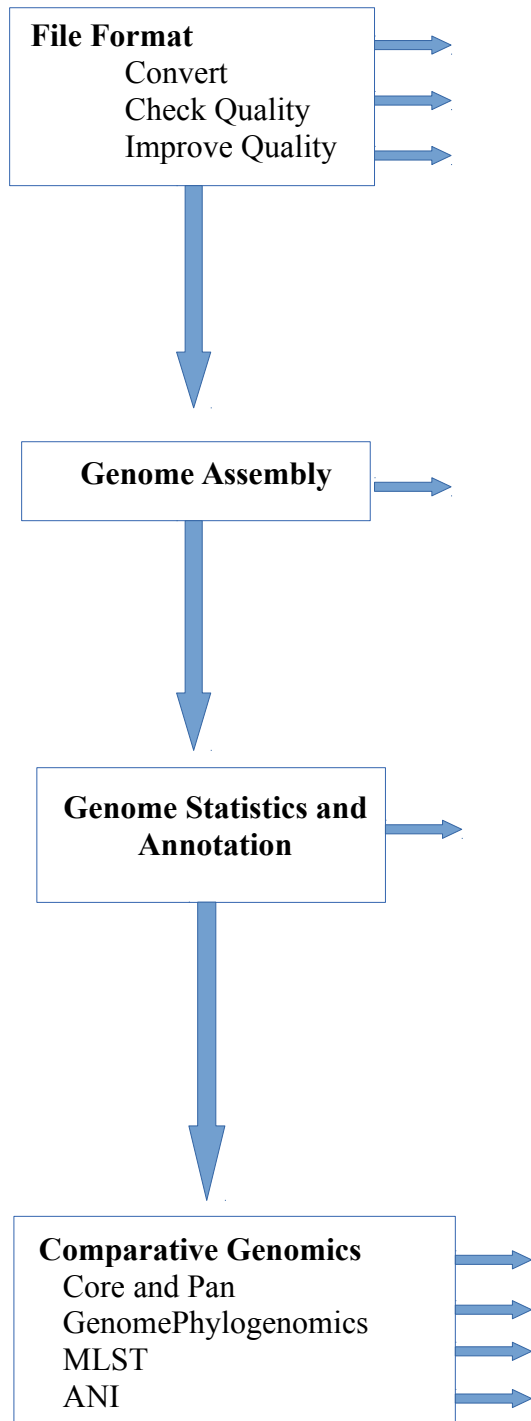 File Format
Convert
Check Quality
Improve Quality
Genome Assembly
Genome Statistics and
Annotation
Comparative Genomics
Core and Pan
GenomePhylogenomics
MLST
ANI